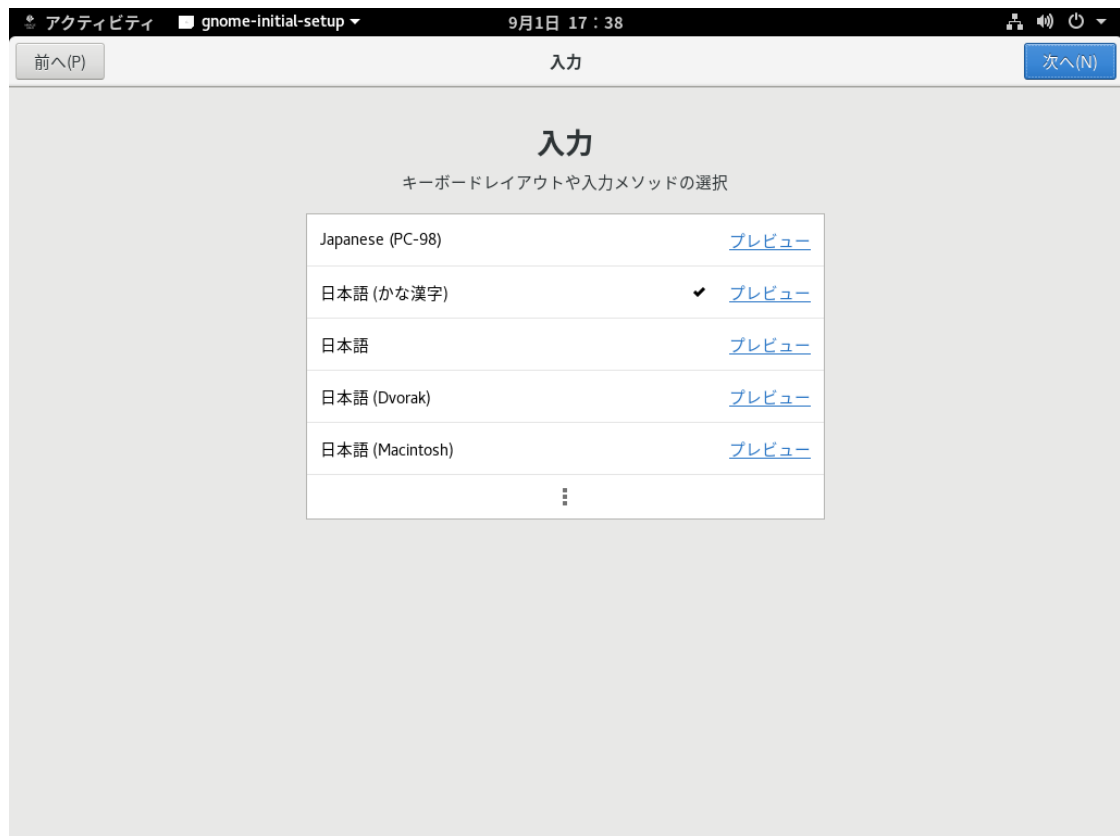 アクティビティ gnome-initial-setup 9月1日 17：38
前へ(P) 入力 次へ(N)
入力
キーボードレイアウトや入力メソッドの選択
Japanese (PC-98) プレビュー
日本語 (かな漢字) プレビュー
日本語 プレビュー
日本語 (Dvorak) プレビュー
日本語 (Macintosh) プレビュー